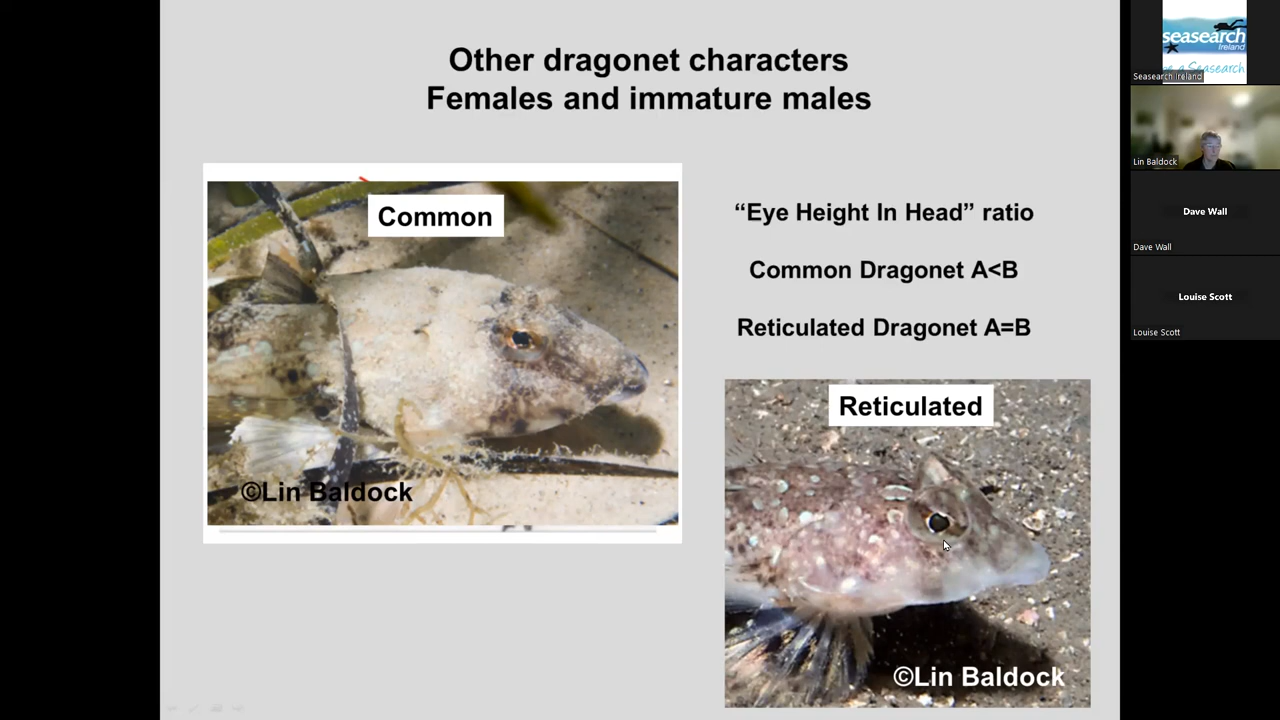 Other dragonet characters
Females and immature males
Common
©Lin Baldock
“Eye Height In Head” ratio
Common Dragonet A<B
Reticulated Dragonet A=B
Reticulated
©Lin Baldock
seasearch
Ireland
e a Seasearch
Seasearch Ireland
Lin Baldock
Dave Wall
Dave Wall
Louise Scott
Louise Scott